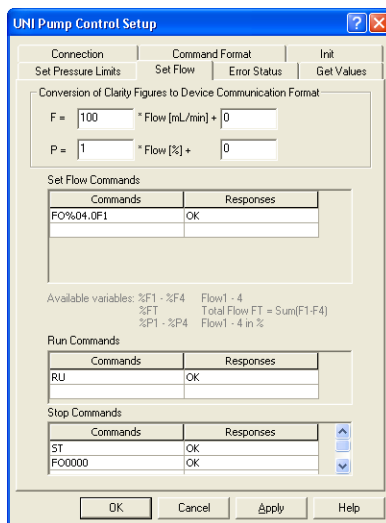 UNI Pump Control Setup
Connection Command Format Init
Set Pressure Limits Set Flow Error Status Get Values
Conversion of Clarity Figures to Device Communication Format
F = 100 * Flow [mL/min] + 0
P = 1 * Flow [%] + 0
Set Flow Commands
Commands Responses
FO%04.0F1 OK
Available variables: %F1 - %F4 Flow1 - 4
%FT Total Flow FT = Sum(F1-F4)
%P1 - %P4 Flow1 - 4 in %
Run Commands
Commands Responses
RU OK
Stop Commands
Commands Responses
ST OK
FO0000 OK
OK Cancel Apply Help